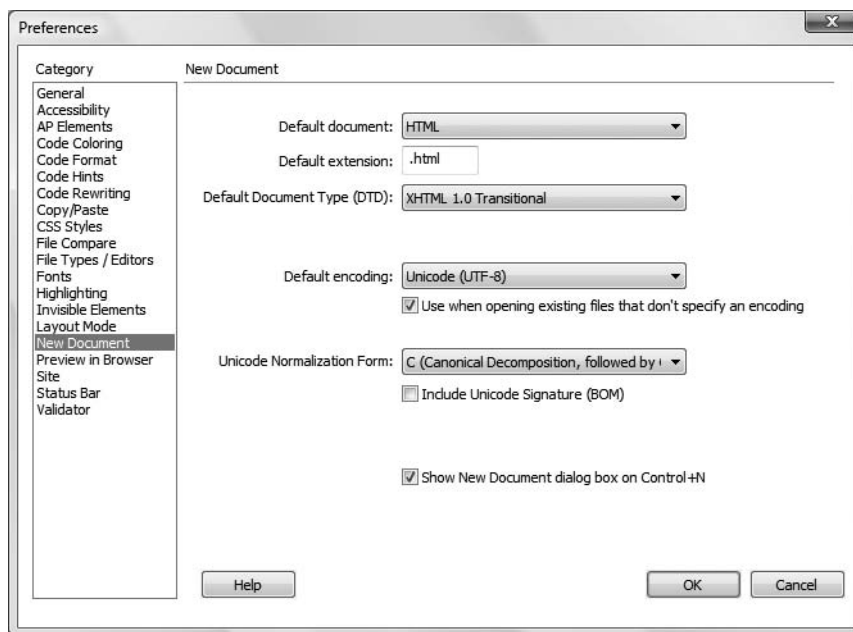 Preferences
Category
New Document
General
Accessibility
AP Elements
Code Coloring
Code Format
Code Hints
Code Rewriting
Copy/Paste
CSS Styles
File Compare
File Types / Editors
Fonts
Highlighting
Invisible Elements
Layout Mode
New Document
Preview in Browser
Site
Status Bar
Validator
Default document: HTML
Default extension: .html
Default Document Type (DTD): XHTML 1.0 Transitional
Default encoding: Unicode (UTF-8)
Use when opening existing files that don't specify an encoding
Unicode Normalization Form: C (Canonical Decomposition, followed by
Include Unicode Signature (BOM)
Show New Document dialog box on Control+N
Help
OK
Cancel